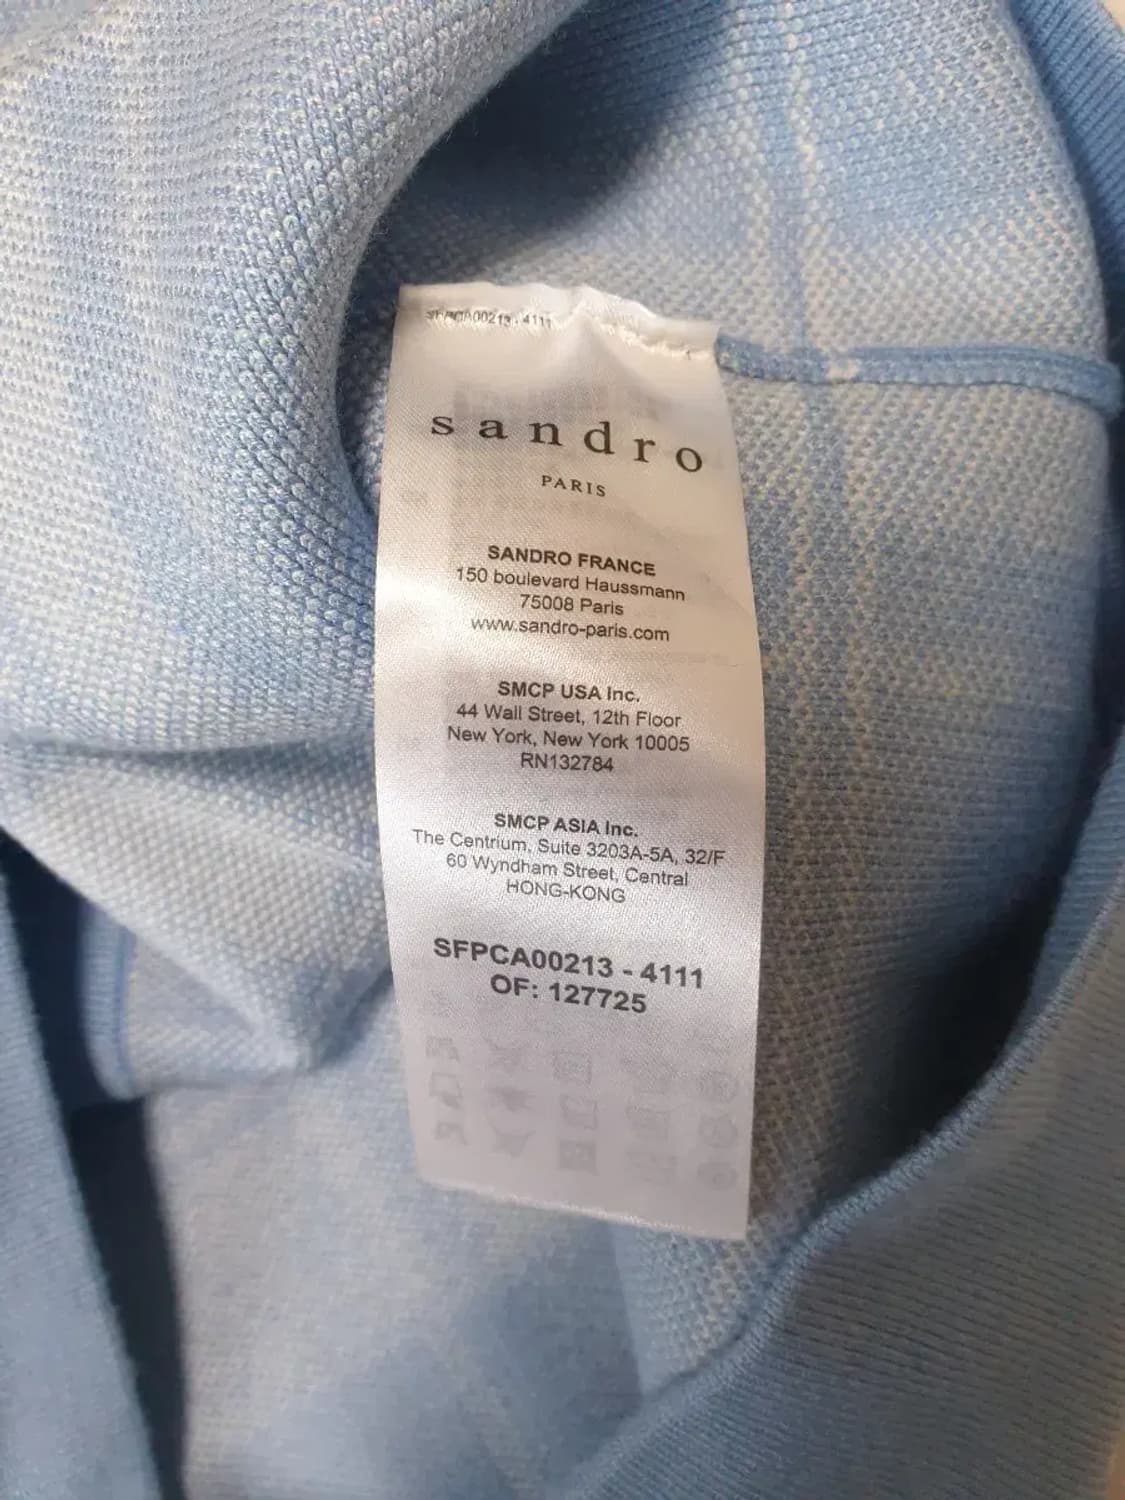 SFPCA00213 - 4111
sandro
PARIS
SANDRO FRANCE
150 boulevard Haussmann
75008 Paris
www.sandro-paris.com
SMCP USA Inc.
44 Wall Street, 12th Floor
New York, New York 10005
RN132784
SMCP ASIA Inc.
The Centrium, Suite 3203A-5A, 32/F
60 Wyndham Street, Central
HONG-KONG
SFPCA00213 - 4111
OF: 127725